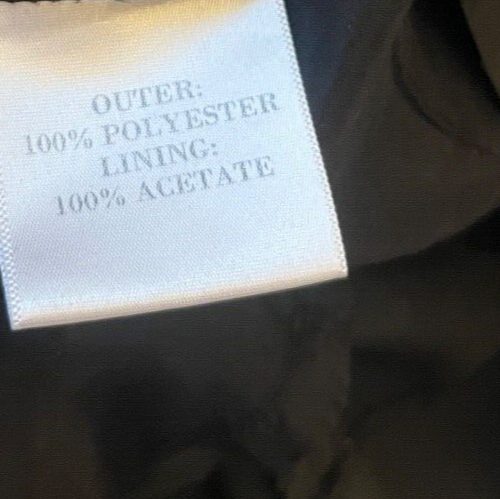 OUTER:
100% POLYESTER
LINING:
100% ACETATE